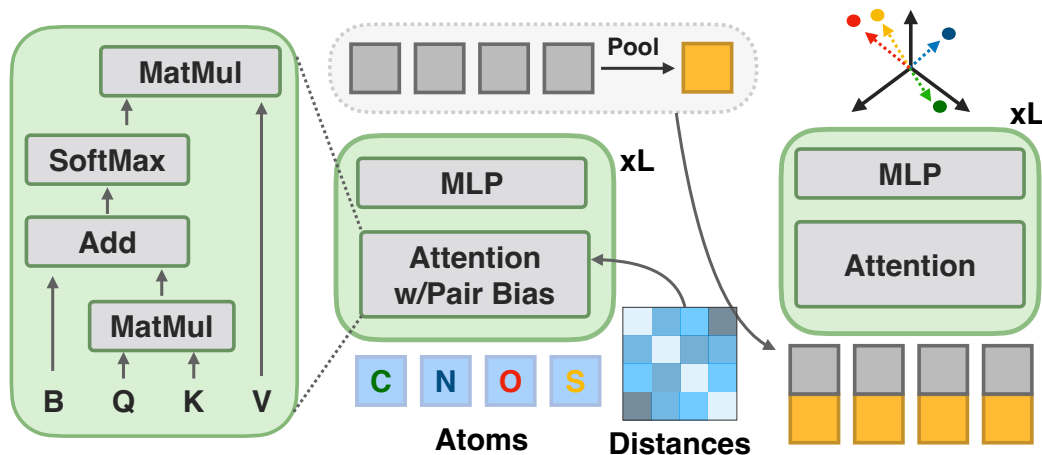 MatMul
SoftMax
Add
MatMul
B Q K V
Pool
xL
MLP
Attention
w/Pair Bias
C N O S
Atoms
Distances
xL
MLP
Attention